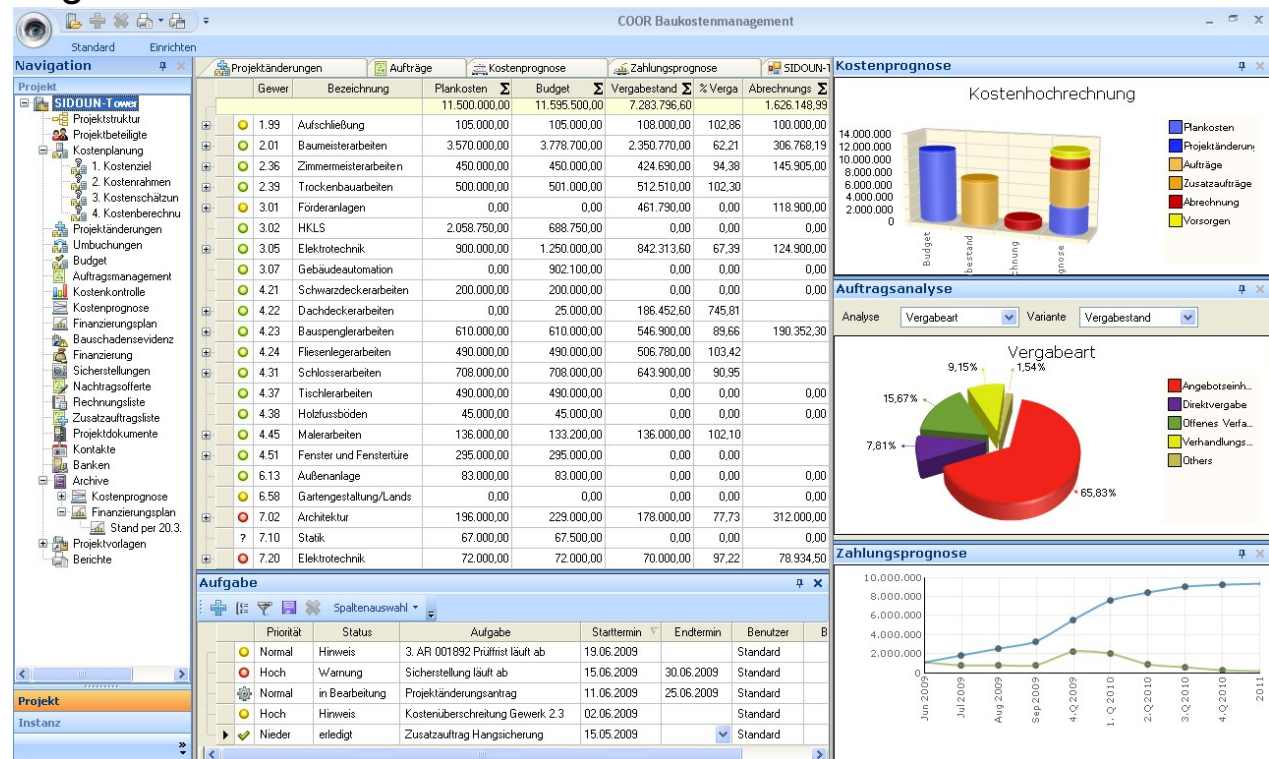 COOR Baukostenmanagement
Standard Einrichten
Navigation
Projekt
SIDOUN-Tower
Projektstruktur
Projektbeteiligte
Kostenplanung
1. Kostenziel
2. Kostenrahmen
3. Kostenschätzun
4. Kostenberechnu
Projektänderungen
Umbuchungen
Budget
Auftragsmanagement
Kostenkontrolle
Kostenprognose
Finanzierungsplan
Bauschadensevidenz
Finanzierung
Sicherstellungen
Nachtragsofferte
Rechnungsliste
Zusatzauftragsliste
Projektdokumente
Kontakte
Banken
Archive
Kostenprognose
Finanzierungsplan
Stand per 20.3.
Projektvorlagen
Berichte
Projekt
Instanz
Projektänderungen Aufträge Kostenprognose Zahlungsprognose SIDOUN-T
Gewer Bezeichnung Plankosten Σ Budget Σ Vergabestand Σ % Verga Abrechnungs Σ
11.500.000,00 11.595.500,00 7.283.796,60 1.626.148,99
1.99 Aufschließung 105.000,00 105.000,00 108.000,00 102,86 100.000,00
2.01 Baumeisterarbeiten 3.570.000,00 3.778.700,00 2.350.770,00 62,21 306.768,19
2.36 Zimmermeisterarbeiten 450.000,00 450.000,00 424.690,00 94,38 145.905,00
2.39 Trockenbauarbeiten 500.000,00 501.000,00 512.510,00 102,30
3.01 Förderanlagen 0,00 0,00 461.790,00 0,00 118.900,00
3.02 HKLS 2.058.750,00 688.750,00 0,00 0,00 0,00
3.05 Elektrotechnik 900.000,00 1.250.000,00 842.313,60 67,39 124.900,00
3.07 Gebäudeautomation 0,00 902.100,00 0,00 0,00 0,00
4.21 Schwarzdeckerarbeiten 200.000,00 200.000,00 0,00 0,00 0,00
4.22 Dachdeckerarbeiten 0,00 25.000,00 186.452,60 745,81
4.23 Bauspenglerarbeiten 610.000,00 610.000,00 546.900,00 89,66 190.352,30
4.24 Fliesenlegerarbeiten 490.000,00 490.000,00 506.780,00 103,42
4.31 Schlosserarbeiten 708.000,00 708.000,00 643.900,00 90,95
4.37 Tischlerarbeiten 490.000,00 490.000,00 0,00 0,00 0,00
4.38 Holzfussböden 45.000,00 45.000,00 0,00 0,00 0,00
4.45 Malerarbeiten 136.000,00 133.200,00 136.000,00 102,10
4.51 Fenster und Fenstertüre 295.000,00 295.000,00 0,00 0,00
6.13 Außenanlage 83.000,00 83.000,00 0,00 0,00 0,00
6.58 Gartengestaltung/Lands 0,00 0,00 0,00 0,00 0,00
7.02 Architektur 196.000,00 229.000,00 178.000,00 77,73 312.000,00
? 7.10 Statik 67.000,00 67.500,00 0,00 0,00 0,00
7.20 Elektrotechnik 72.000,00 72.000,00 70.000,00 97,22 78.934,50
Aufgabe
Spaltenauswahl
Priorität Status Aufgabe Starttermin Endtermin Benutzer B
Normal Hinweis 3. AR 001892 Prüffrist läuft ab 19.06.2009 Standard
Hoch Warnung Sicherstellung läuft ab 15.06.2009 30.06.2009 Standard
Normal in Bearbeitung Projektänderungsantrag 11.06.2009 25.06.2009 Standard
Hoch Hinweis Kostenüberschreitung Gewerk 2.3 02.06.2009 Standard
Nieder erledigt Zusatzauftrag Hangsicherung 15.05.2009 Standard
Kostenprognose
Kostenhochrechnung
14.000.000
12.000.000
10.000.000
8.000.000
6.000.000
4.000.000
2.000.000
0
Budget
bestand
chnung
gnose
Plankosten
Projektänderun
Aufträge
Zusatzaufträge
Abrechnung
Vorsorgen
Auftragsanalyse
Analyse Vergabeart Variante Vergabestand
Vergabeart
9,15% 1,54%
15,67%
7,81%
65,83%
Angebotseinh...
Direktvergabe
Offenes Verfa...
Verhandlungs...
Others
Zahlungsprognose
10.000.000
8.000.000
6.000.000
4.000.000
2.000.000
0
Jun 2009
Jul 2009
Aug 2009
Sep 2009
4.Q 2009
1. Q 2010
2.Q 2010
3.Q 2010
4.Q 2010
2011